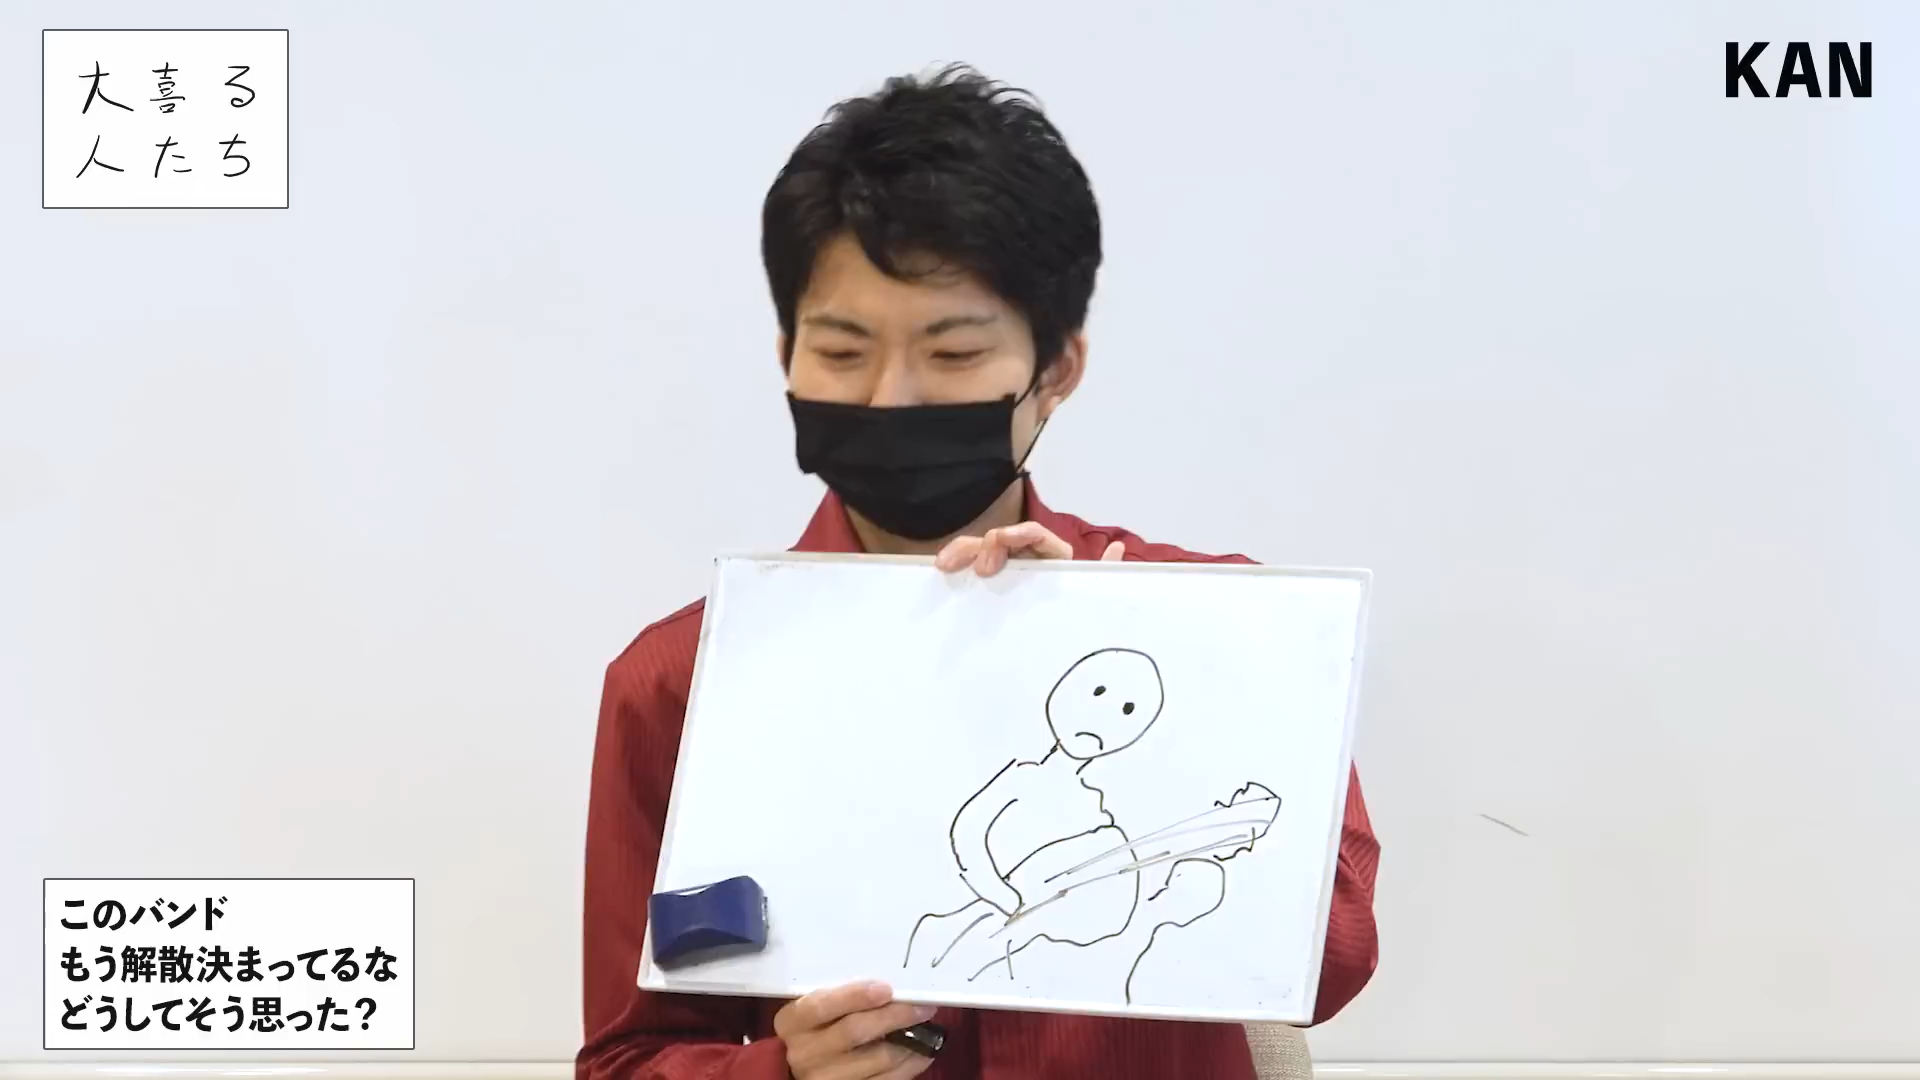 大喜る
人たち
KAN
このバンド
もう解散決まってるな
どうしてそう思った？